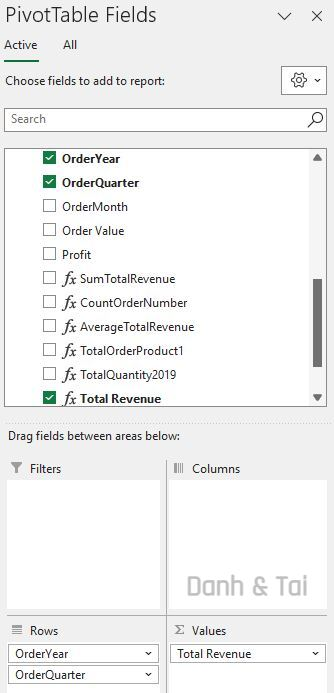 PivotTable Fields
Active All
Choose fields to add to report:
Search
OrderYear
OrderQuarter
OrderMonth
Order Value
Profit
fx SumTotalRevenue
fx CountOrderNumber
fx AverageTotalRevenue
fx TotalOrderProduct1
fx TotalQuantity2019
fx Total Revenue
Drag fields between areas below:
Filters
Columns
Danh & Tai
Rows
Σ Values
OrderYear
Total Revenue
OrderQuarter